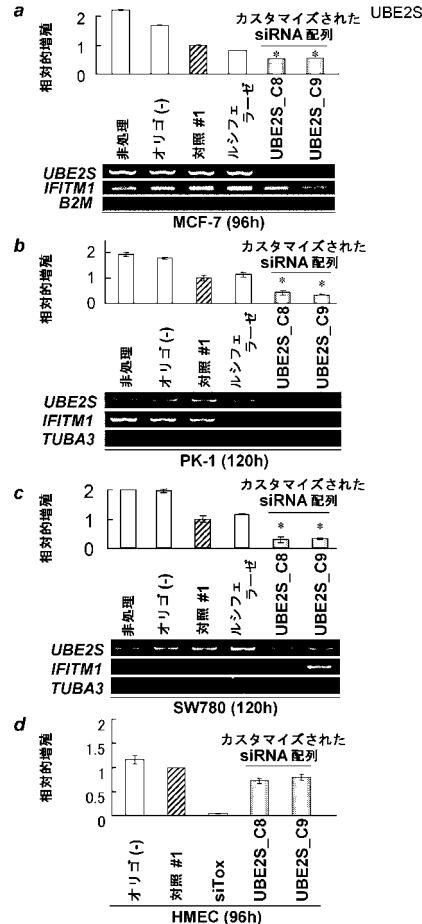 a
カスタマイズされた
siRNA 配列
UBE2S
相対的増殖
2
1
0
非処理
オリゴ (-)
対照 #1
ルシフェ
ラーゼ
UBE2S_C8
UBE2S_C9
*
*
UBE2S
IFITM1
B2M
MCF-7 (96h)
b
カスタマイズされた
siRNA 配列
相対的増殖
2
1
0
*
*
非処理
オリゴ (-)
対照 #1
ルシフェ
ラーゼ
UBE2S_C8
UBE2S_C9
UBE2S
IFITM1
TUBA3
PK-1 (120h)
c
カスタマイズされた
siRNA 配列
相対的増殖
2
1
0
*
*
非処理
オリゴ (-)
対照 #1
ルシフェ
ラーゼ
UBE2S_C8
UBE2S_C9
UBE2S
IFITM1
TUBA3
SW780 (120h)
d
カスタマイズされた
siRNA 配列
相対的増殖
2
1.5
1
0.5
0
オリゴ (-)
対照 #1
siTox
UBE2S_C8
UBE2S_C9
HMEC (96h)